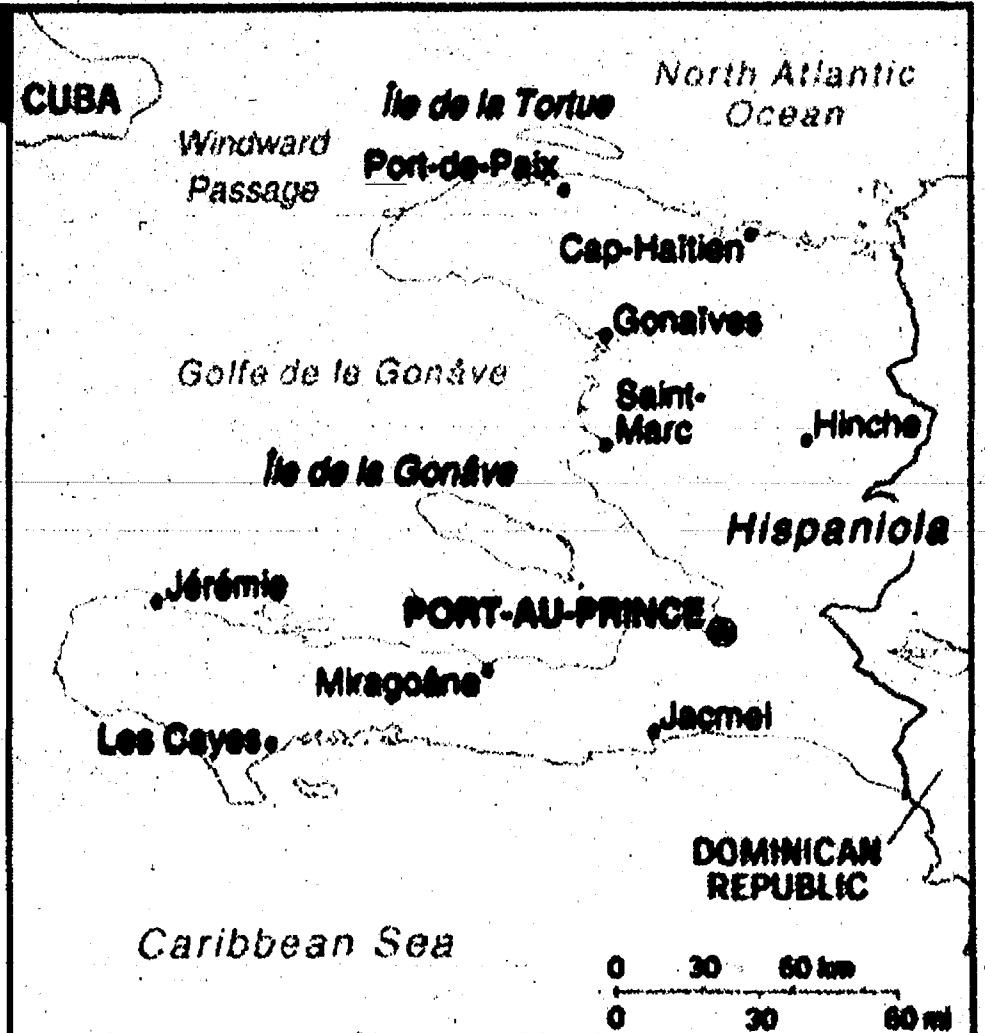 CUBA
Île de la Tortue
North Atlantic
Ocean
Windward
Passage
Port-de-Paix
Cap-Haïtien
Gonaïves
Golfe de la Gonâve
Saint-
Marc
Hinche
Île de la Gonâve
Hispaniola
Jérémie
PORT-AU-PRINCE
Miragoâne
Jacmel
Les Cayes
DOMINICAN
REPUBLIC
Caribbean Sea
0 30 60 km
0 30 60 mi